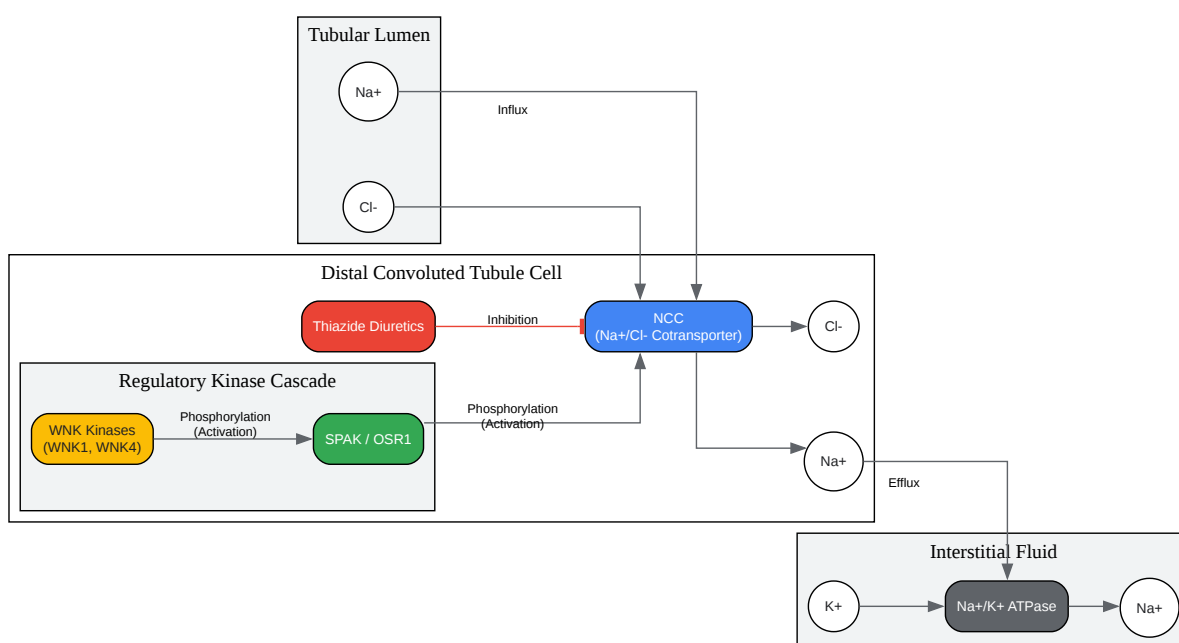 Tubular Lumen
Na+
Influx
Cl-
Distal Convoluted Tubule Cell
Thiazide Diuretics
Inhibition
NCC
(Na+/Cl- Cotransporter)
Cl-
Regulatory Kinase Cascade
WNK Kinases
(WNK1, WNK4)
Phosphorylation
(Activation)
SPAK / OSR1
Phosphorylation
(Activation)
Na+
Efflux
Interstitial Fluid
K+
Na+/K+ ATPase
Na+